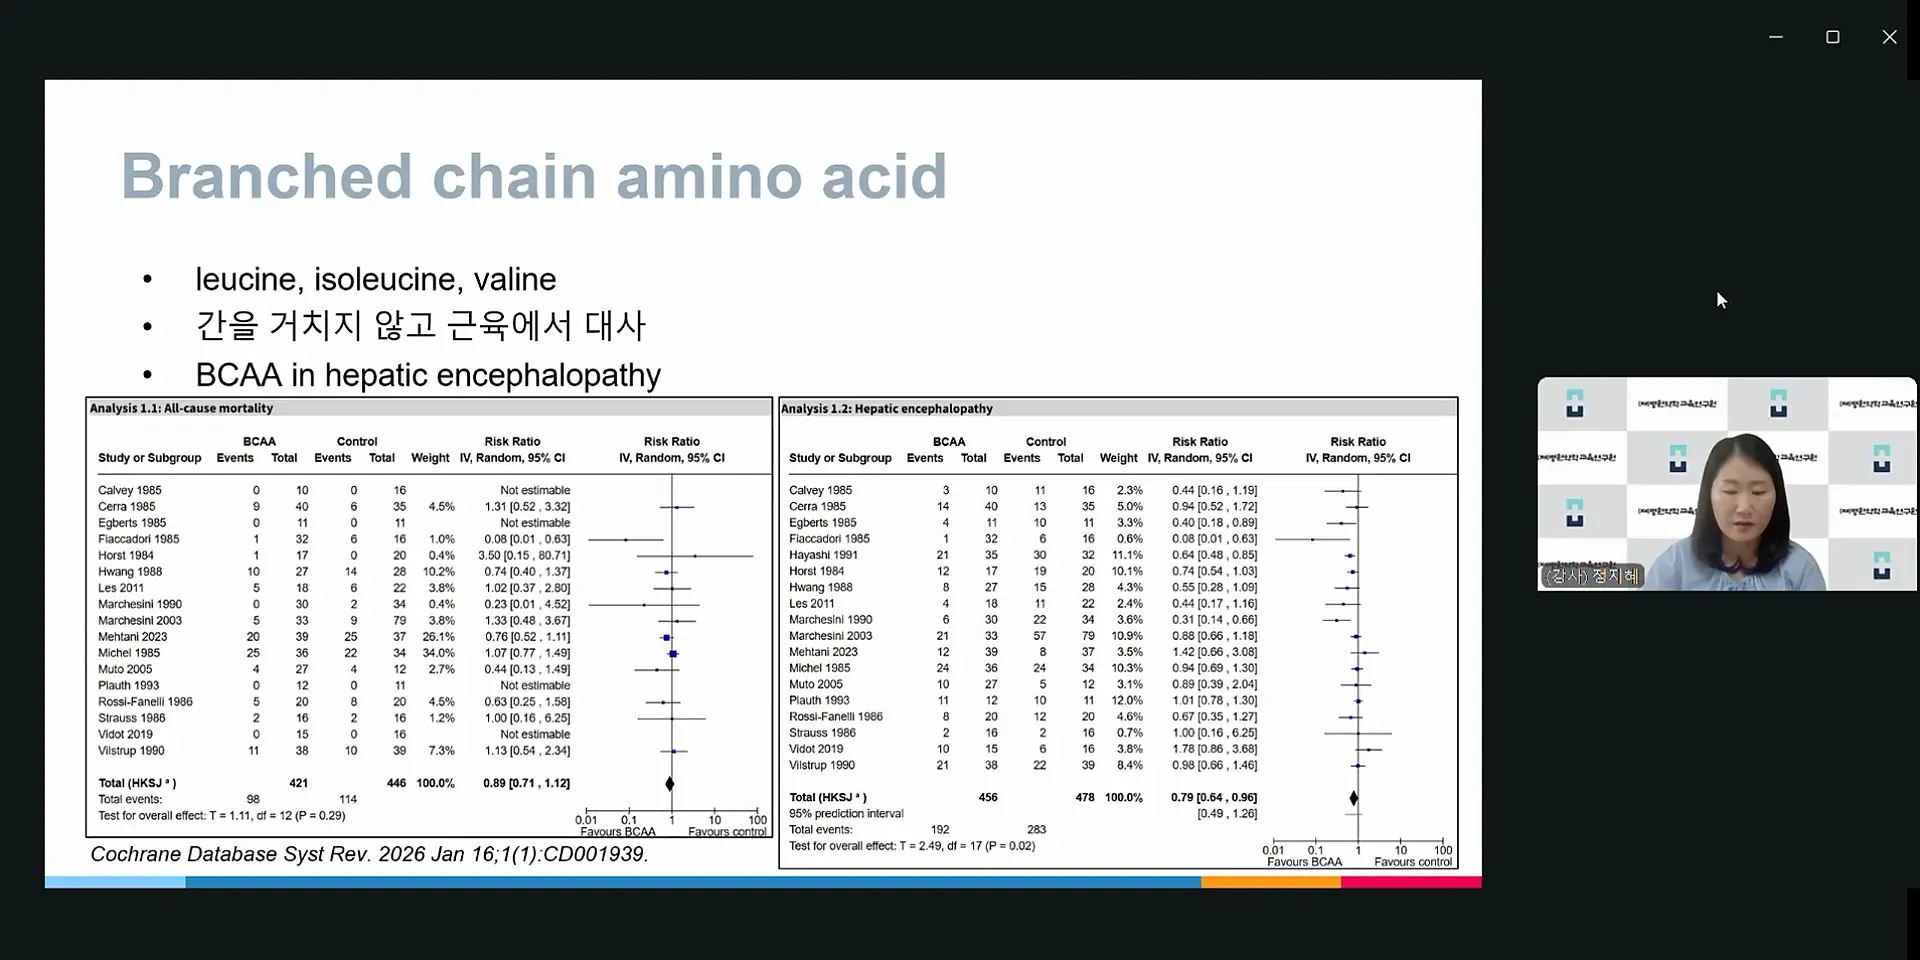 Branched chain amino acid
• leucine, isoleucine, valine
• 간을 거치지 않고 근육에서 대사
• BCAA in hepatic encephalopathy
Analysis 1.1: All-cause mortality
BCAA Control Risk Ratio Risk Ratio
Study or Subgroup Events Total Events Total Weight IV, Random, 95% CI IV, Random, 95% CI
Calvey 1985 0 10 0 16 Not estimable
Cerra 1985 9 40 6 35 4.5% 1.31 [0.52 , 3.32]
Egberts 1985 0 11 0 11 Not estimable
Fiaccadori 1985 1 32 6 16 1.0% 0.08 [0.01 , 0.63]
Horst 1984 1 17 0 20 0.4% 3.50 [0.15 , 80.71]
Hwang 1988 10 27 14 28 10.2% 0.74 [0.40 , 1.37]
Les 2011 5 18 6 22 3.8% 1.02 [0.37 , 2.80]
Marchesini 1990 0 30 2 34 0.4% 0.23 [0.01 , 4.52]
Marchesini 2003 5 33 9 79 3.8% 1.33 [0.48 , 3.67]
Mehtani 2023 20 39 25 37 26.1% 0.76 [0.52 , 1.11]
Michel 1985 25 36 22 34 34.0% 1.07 [0.77 , 1.49]
Muto 2005 4 27 4 12 2.7% 0.44 [0.13 , 1.49]
Plauth 1993 0 12 0 11 Not estimable
Rossi-Fanelli 1986 5 20 8 20 4.5% 0.63 [0.25 , 1.58]
Strauss 1986 2 16 2 16 1.2% 1.00 [0.16 , 6.25]
Vidot 2019 0 15 0 16 Not estimable
Vilstrup 1990 11 38 10 39 7.3% 1.13 [0.54 , 2.34]
Total (HKSJ ᵃ ) 421 446 100.0% 0.89 [0.71 , 1.12]
Total events: 98 114
Test for overall effect: T = 1.11, df = 12 (P = 0.29)
0.01 0.1 1 10 100
Favours BCAA Favours control
Analysis 1.2: Hepatic encephalopathy
BCAA Control Risk Ratio Risk Ratio
Study or Subgroup Events Total Events Total Weight IV, Random, 95% CI IV, Random, 95% CI
Calvey 1985 3 10 11 16 2.3% 0.44 [0.16 , 1.19]
Cerra 1985 14 40 13 35 5.0% 0.94 [0.52 , 1.72]
Egberts 1985 4 11 10 11 3.3% 0.40 [0.18 , 0.89]
Fiaccadori 1985 1 32 6 16 0.6% 0.08 [0.01 , 0.63]
Hayashi 1991 21 35 30 32 11.1% 0.64 [0.48 , 0.85]
Horst 1984 12 17 19 20 10.1% 0.74 [0.54 , 1.03]
Hwang 1988 8 27 15 28 4.3% 0.55 [0.28 , 1.09]
Les 2011 4 18 11 22 2.4% 0.44 [0.17 , 1.16]
Marchesini 1990 6 30 22 34 3.6% 0.31 [0.14 , 0.66]
Marchesini 2003 21 33 57 79 10.9% 0.88 [0.66 , 1.18]
Mehtani 2023 12 39 8 37 3.5% 1.42 [0.66 , 3.08]
Michel 1985 24 36 24 34 10.3% 0.94 [0.69 , 1.30]
Muto 2005 10 27 5 12 3.1% 0.89 [0.39 , 2.04]
Plauth 1993 11 12 10 11 12.0% 1.01 [0.78 , 1.30]
Rossi-Fanelli 1986 8 20 12 20 4.6% 0.67 [0.35 , 1.27]
Strauss 1986 2 16 2 16 0.7% 1.00 [0.16 , 6.25]
Vidot 2019 10 15 6 16 3.8% 1.78 [0.86 , 3.68]
Vilstrup 1990 21 38 22 39 8.4% 0.98 [0.66 , 1.46]
Total (HKSJ ᵃ ) 456 478 100.0% 0.79 [0.64 , 0.96]
95% prediction interval [0.49 , 1.26]
Total events: 192 283
Test for overall effect: T = 2.49, df = 17 (P = 0.02)
0.01 0.1 1 10 100
Favours BCAA Favours control
Cochrane Database Syst Rev. 2026 Jan 16;1(1):CD001939.
(강사) 정지혜